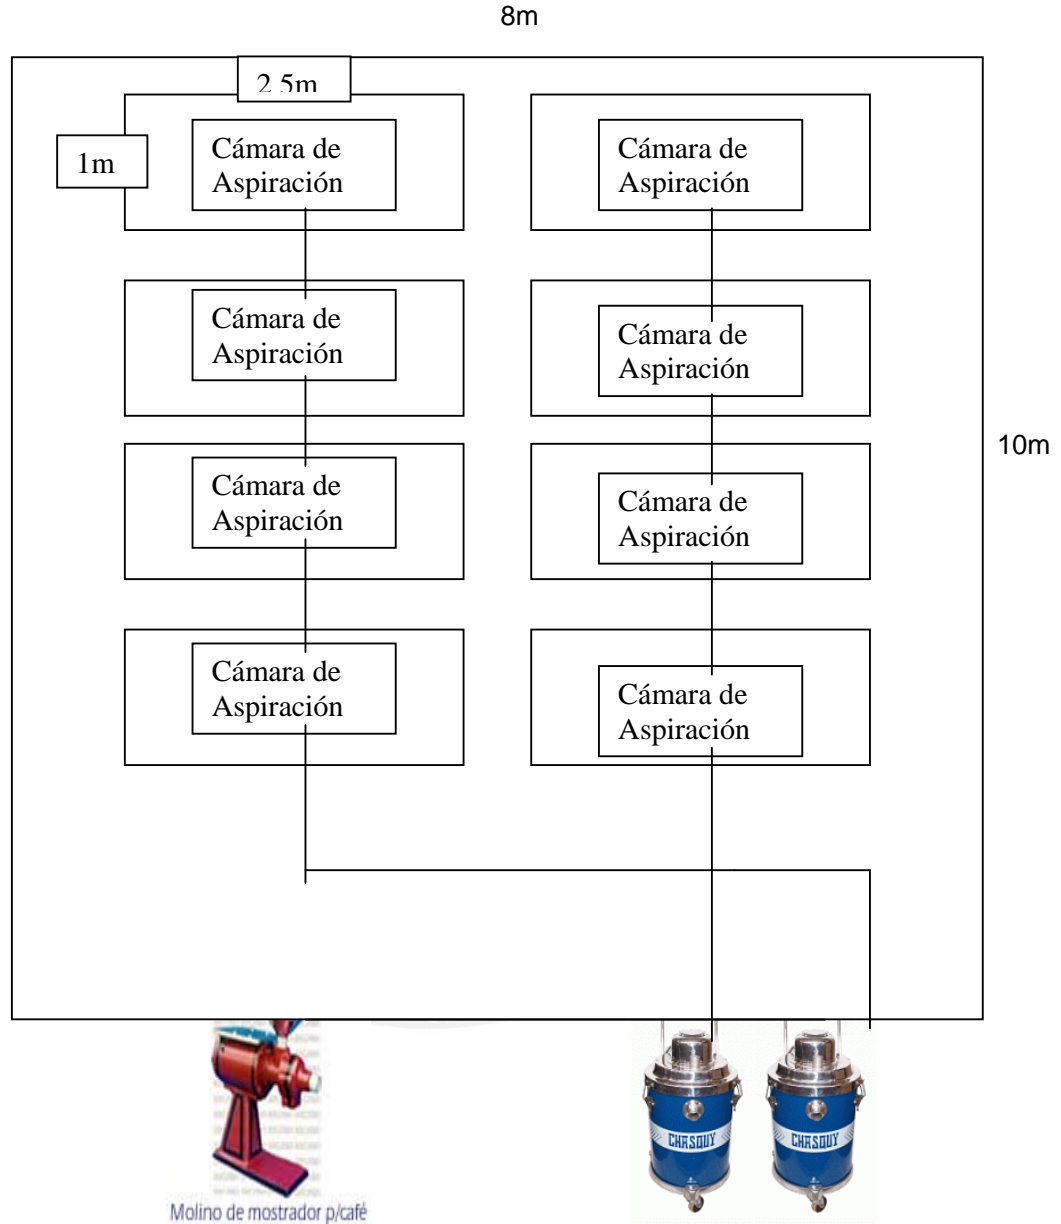 8m
2.5m
1m
Cámara de
Aspiración
Cámara de
Aspiración
Cámara de
Aspiración
Cámara de
Aspiración
10m
Cámara de
Aspiración
Cámara de
Aspiración
Cámara de
Aspiración
Cámara de
Aspiración
CHASQUY
CHASQUY
Molino de mostrador p/café